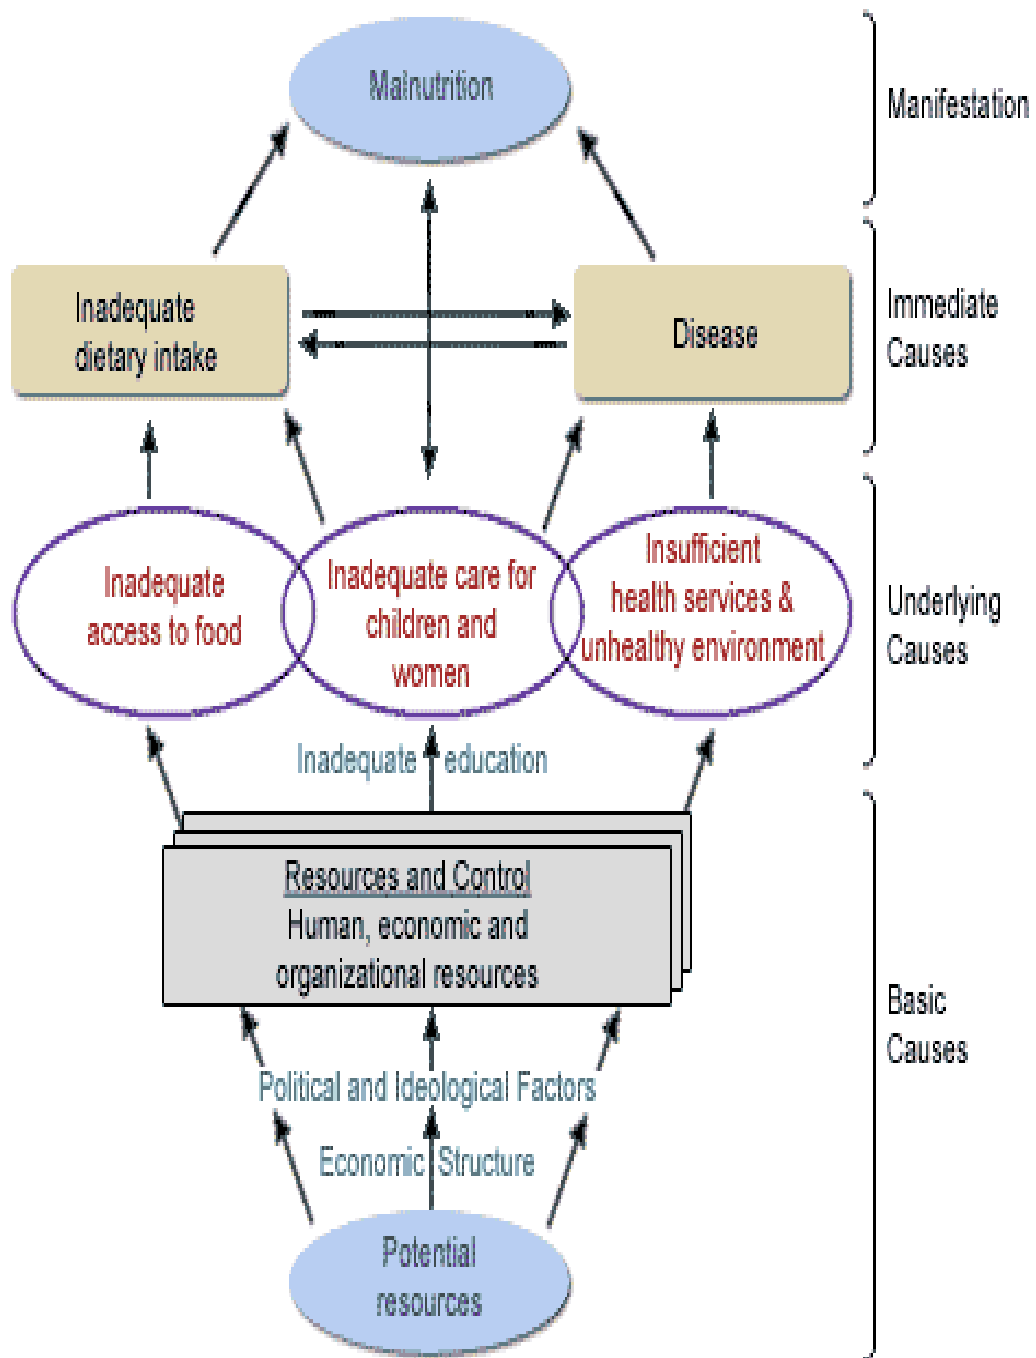 Malnutrition
Manifestation
Inadequate
dietary intake
Disease
Immediate
Causes
Inadequate
access to food
Inadequate care for
children and
women
Insufficient
health services &
unhealthy environment
Underlying
Causes
Inadequate education
Resources and Control
Human, economic and
organizational resources
Political and Ideological Factors
Economic Structure
Basic
Causes
Potential
resources